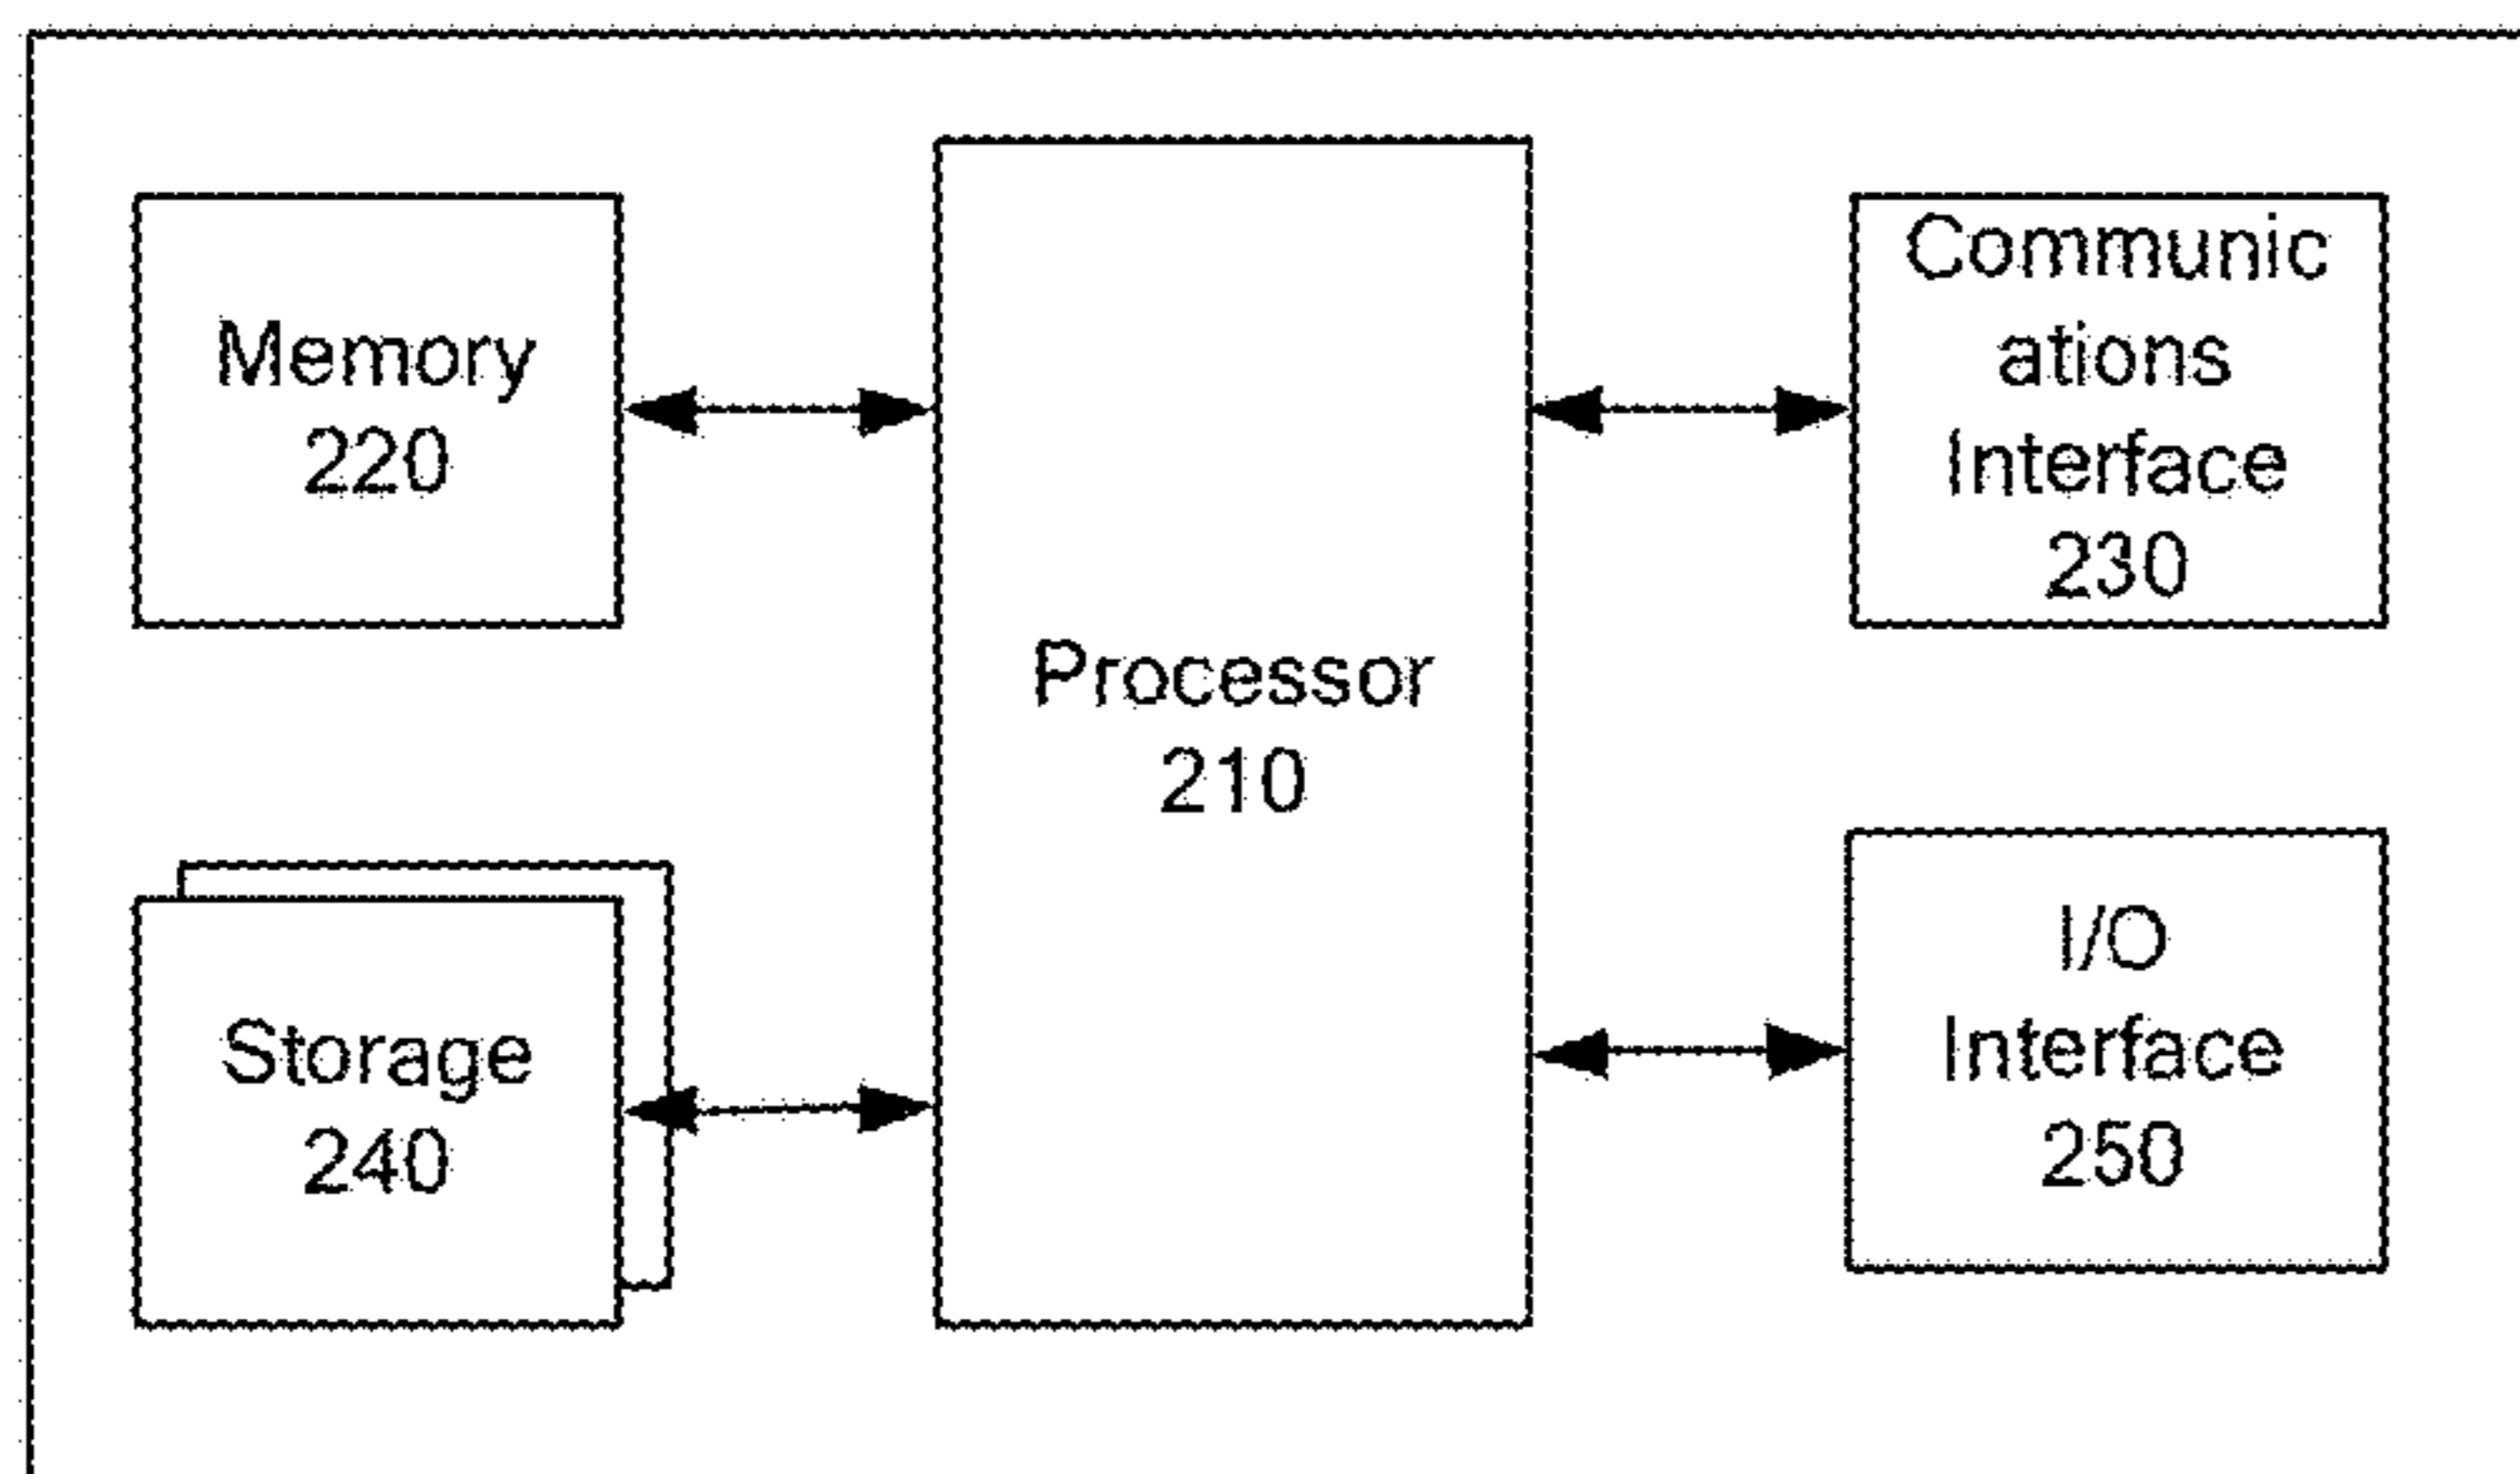 Memory
220
Processor
210
Communic
ations
Interface
230
Storage
240
I/O
Interface
250